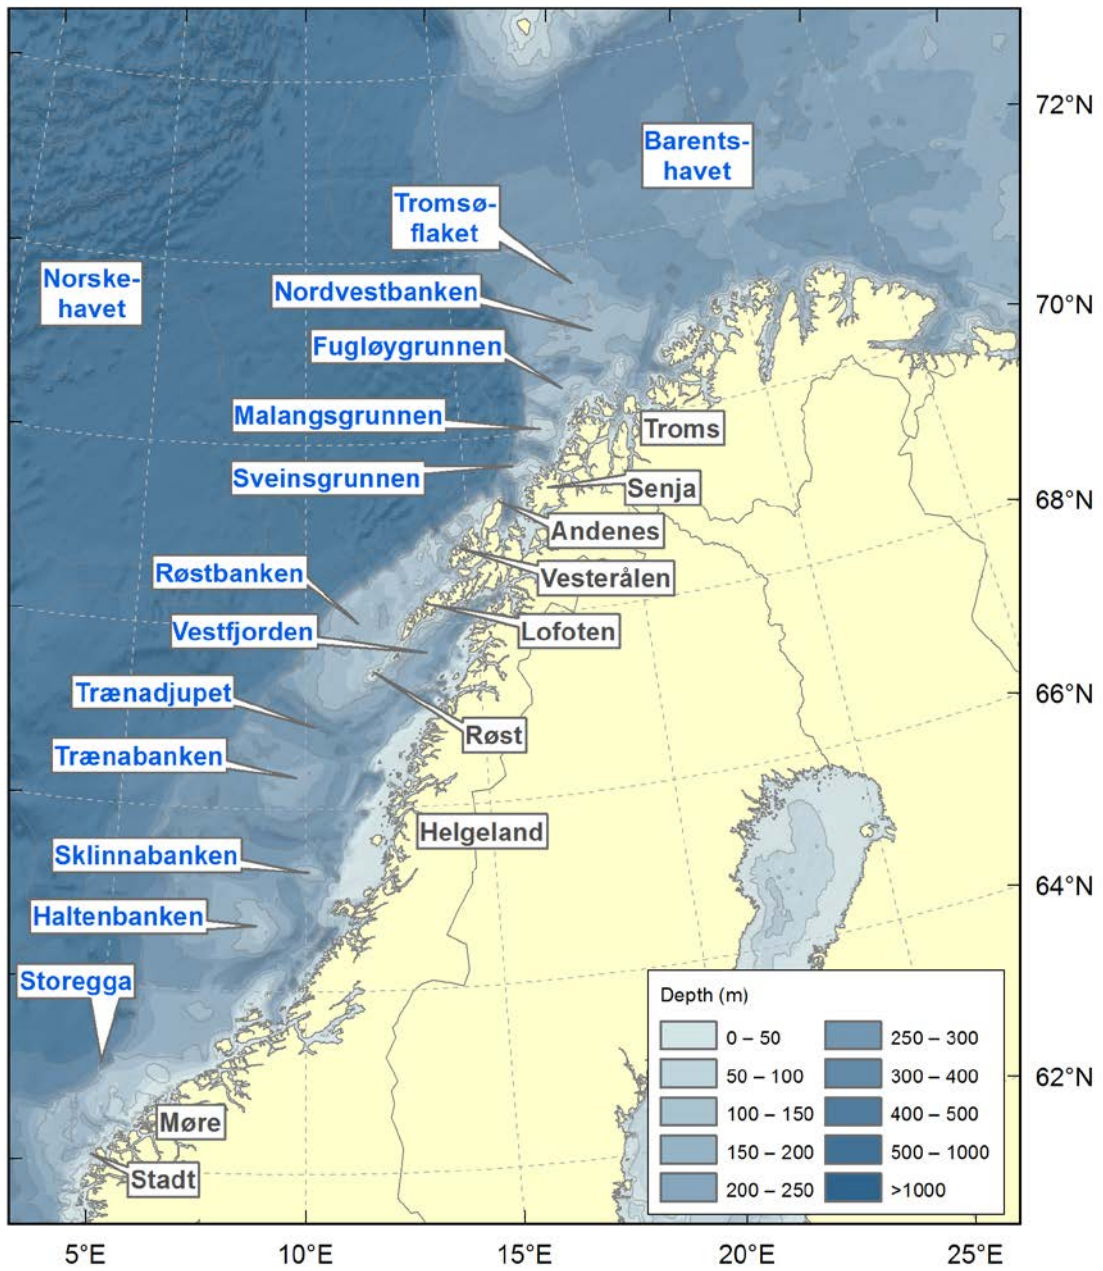 72°N
Barents-
havet
Tromsø-
flaket
Norske-
havet
Nordvestbanken
70°N
Fugløygrunnen
Malangsgrunnen
Troms
Sveinsgrunnen
Senja
68°N
Andenes
Røstbanken
Vesterålen
Vestfjorden
Lofoten
Trænadjupet
66°N
Røst
Trænabanken
Helgeland
Sklinnabanken
64°N
Haltenbanken
Storegga
Depth (m)
0 – 50
50 – 100
100 – 150
150 – 200
200 – 250
250 – 300
300 – 400
400 – 500
500 – 1000
>1000
62°N
Møre
Stadt
5°E
10°E
15°E
20°E
25°E